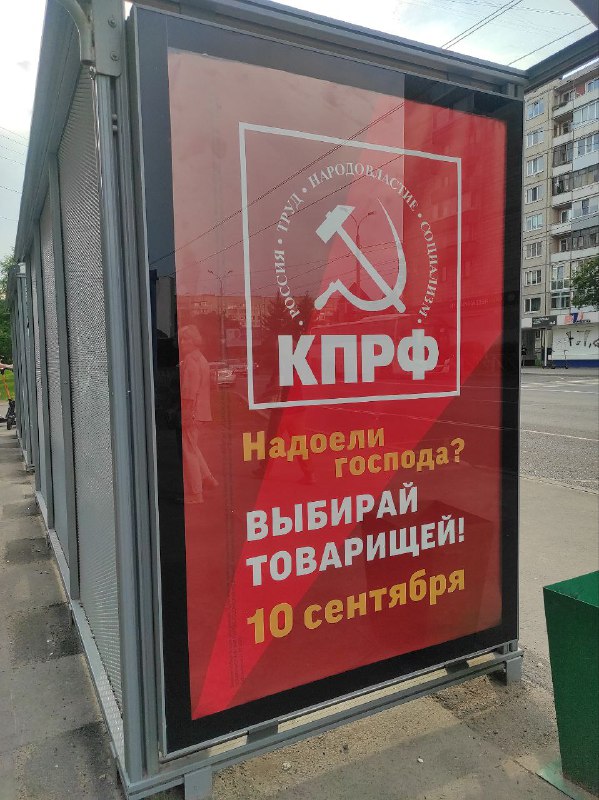 РОССИЯ • ТРУД • НАРОДОВЛАСТИЕ • СОЦИАЛИЗМ •
КПРФ
Надоели
господа?
ВЫБИРАЙ
ТОВАРИЩЕЙ!
10 сентября